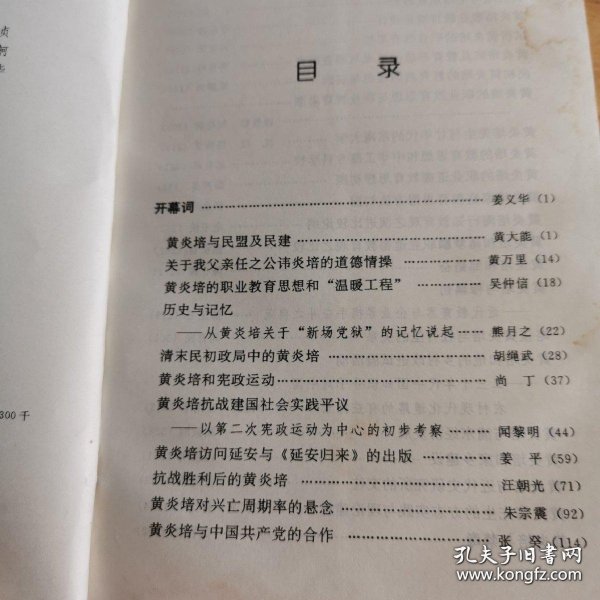 目 录
开幕词 …… 姜义华(1)
黄炎培与民盟及民建 …… 黄大能(1)
关于我父亲任之公讳炎培的道德情操 …… 黄万里(14)
黄炎培的职业教育思想和“温暖工程” …… 吴仲信(18)
历史与记忆
——从黄炎培关于“新场党狱”的记忆说起 …… 熊月之(22)
清末民初政局中的黄炎培 …… 胡绳武(28)
黄炎培和宪政运动 …… 尚 丁(37)
黄炎培抗战建国社会实践平议
——以第二次宪政运动为中心的初步考察 …… 闻黎明(44)
黄炎培访问延安与《延安归来》的出版 …… 姜 平(59)
抗战胜利后的黄炎培 …… 汪朝光(71)
黄炎培对兴亡周期率的悬念 …… 朱宗震(92)
黄炎培与中国共产党的合作 …… 张 癸(114)
300千
孔夫子旧书网
www.kongfz.com